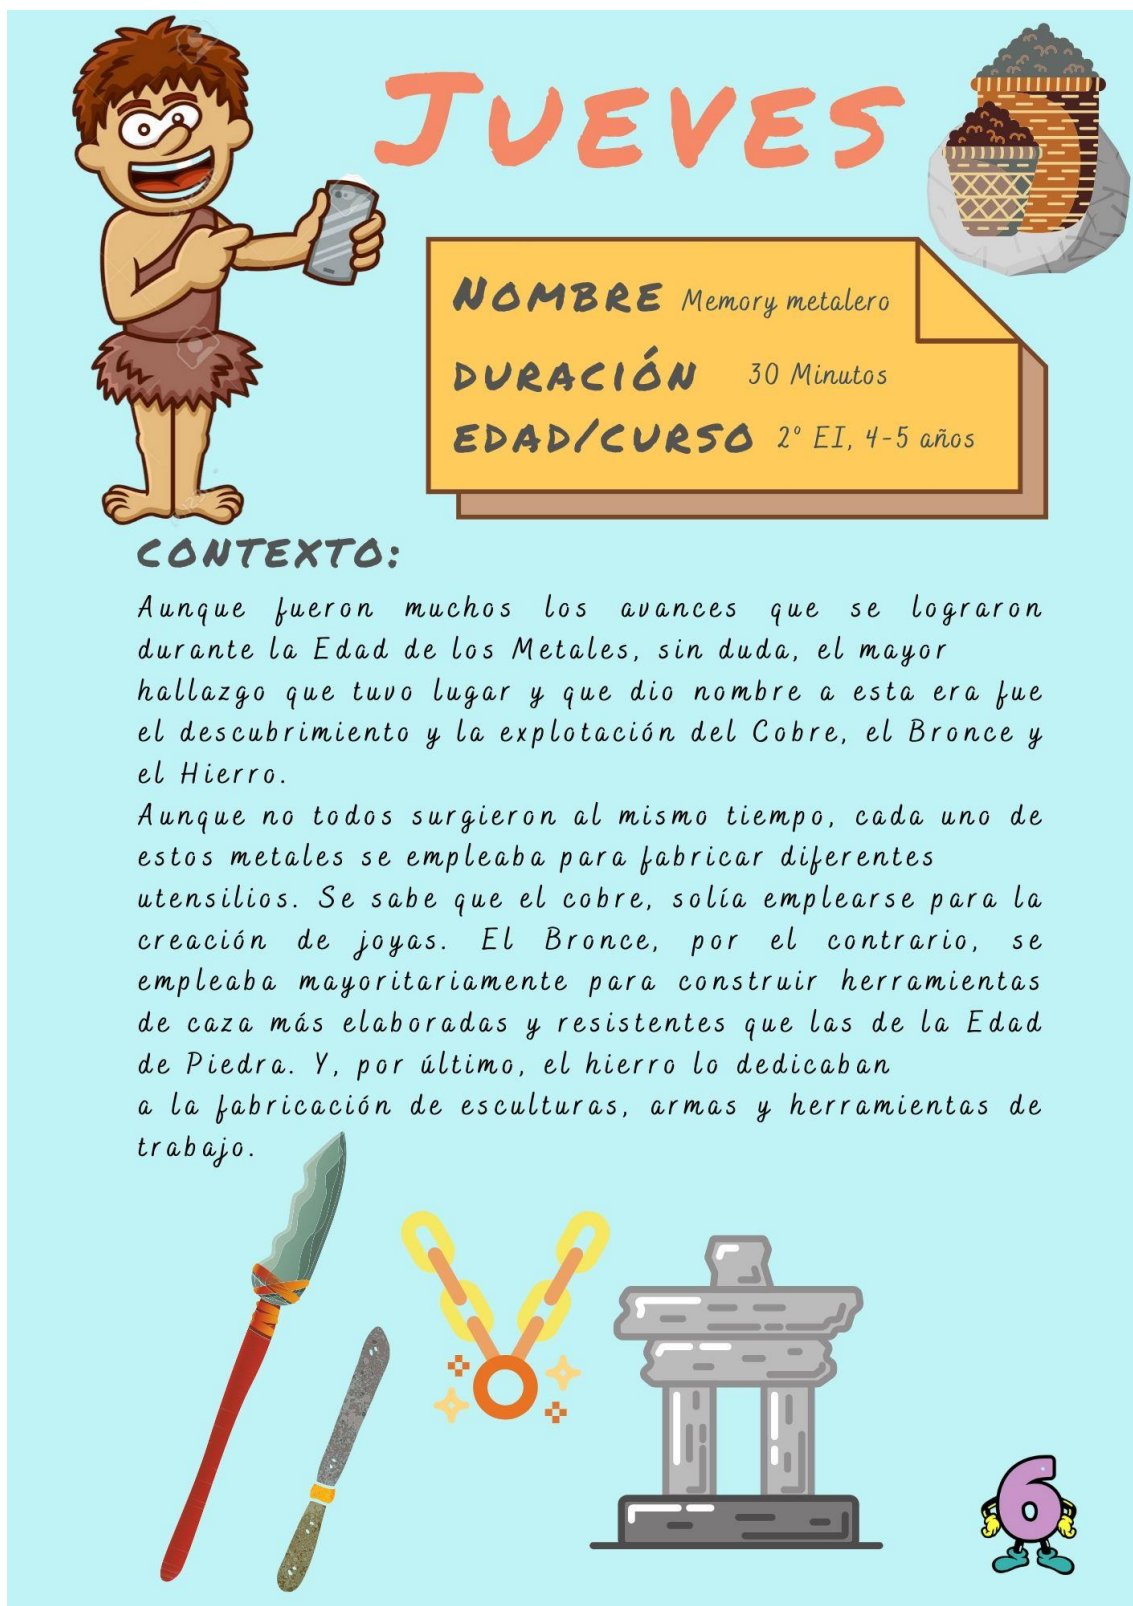 JUEVES
NOMBRE Memory metalero
DURACIÓN 30 Minutos
EDAD/CURSO 2º EI, 4-5 años
CONTEXTO:
Aunque fueron muchos los avances que se lograron
durante la Edad de los Metales, sin duda, el mayor
hallazgo que tuvo lugar y que dio nombre a esta era fue
el descubrimiento y la explotación del Cobre, el Bronce y
el Hierro.
Aunque no todos surgieron al mismo tiempo, cada uno de
estos metales se empleaba para fabricar diferentes
utensilios. Se sabe que el cobre, solía emplearse para la
creación de joyas. El Bronce, por el contrario, se
empleaba mayoritariamente para construir herramientas
de caza más elaboradas y resistentes que las de la Edad
de Piedra. Y, por último, el hierro lo dedicaban
a la fabricación de esculturas, armas y herramientas de
trabajo.
6